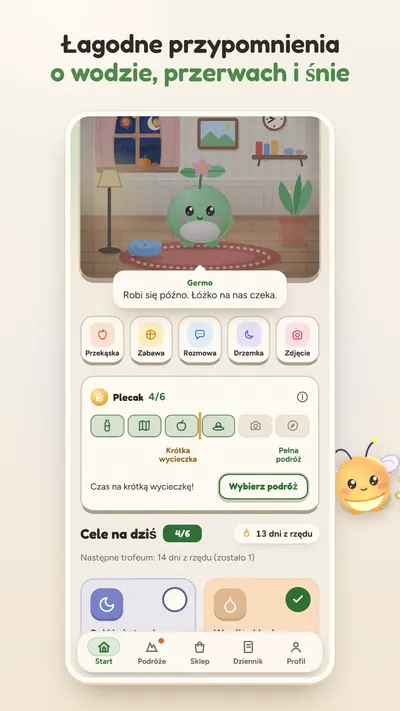 Łagodne przypomnienia
o wodzie, przerwach i śnie
Germo
Robi się późno. Łóżko na nas czeka.
Przekąska
Zabawa
Rozmowa
Drzemka
Zdjęcie
Plecak 4/6
Krótka
wycieczka
Pełna
podróż
Czas na krótką wycieczkę!
Wybierz podróż
Cele na dziś 4/6
13 dni z rzędu
Następne trofeum: 14 dni z rzędu (zostało 1)
Start
Podróże
Sklep
Dziennik
Profil